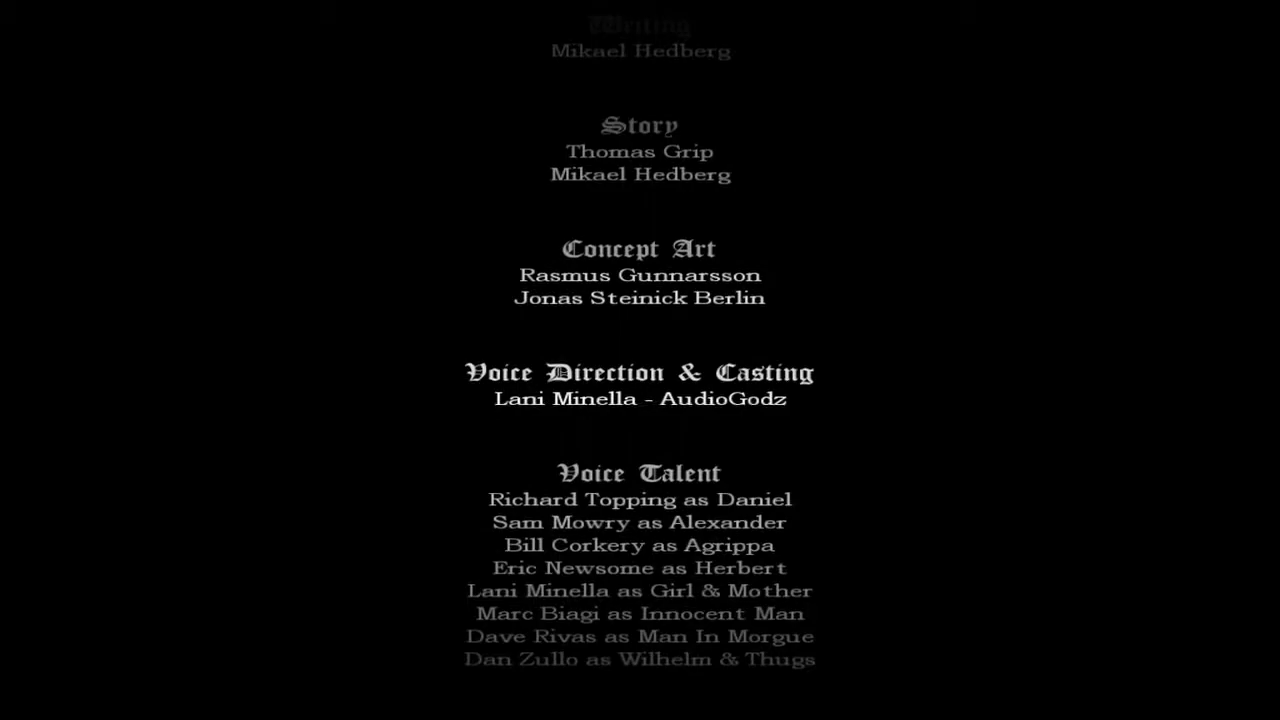 Writing
Mikael Hedberg
Story
Thomas Grip
Mikael Hedberg
Concept Art
Rasmus Gunnarsson
Jonas Steinick Berlin
Voice Direction & Casting
Lani Minella - AudioGodz
Voice Talent
Richard Topping as Daniel
Sam Mowry as Alexander
Bill Corkery as Agrippa
Eric Newsome as Herbert
Lani Minella as Girl & Mother
Marc Biagi as Innocent Man
Dave Rivas as Man In Morgue
Dan Zullo as Wilhelm & Thugs